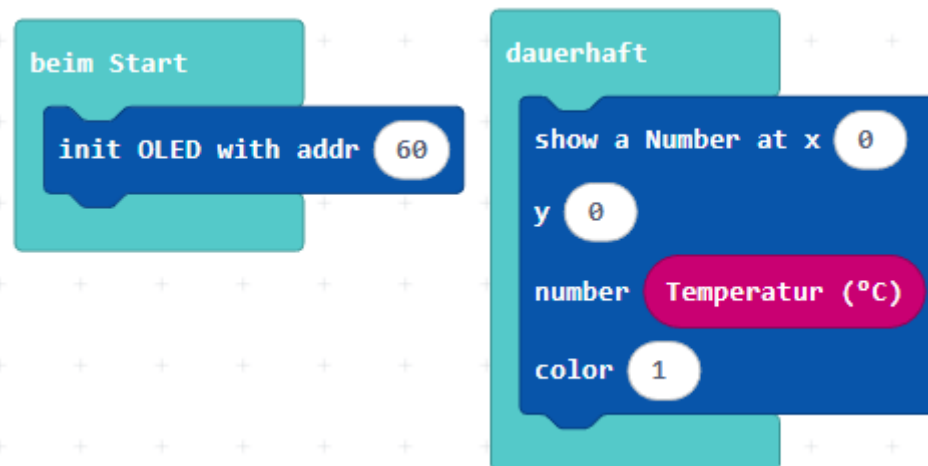 beim Start
init OLED with addr 60
dauerhaft
show a Number at x 0
y 0
number Temperatur (°C)
color 1